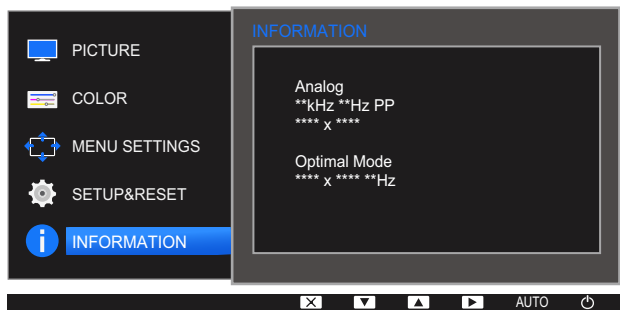 PICTURE
COLOR
MENU SETTINGS
SETUP&RESET
INFORMATION
INFORMATION
Analog
**kHz **Hz PP
**** x ****
Optimal Mode
**** x **** **Hz
AUTO